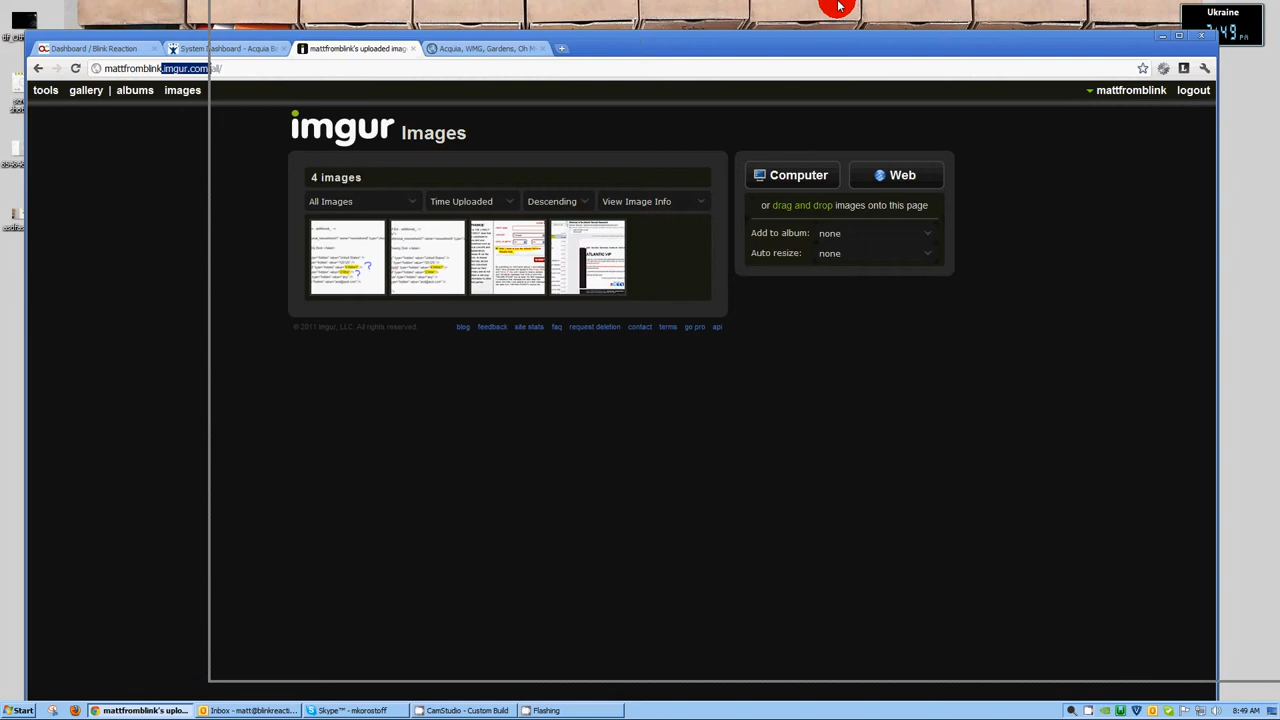 Ukraine
Dashboard / Blink Reaction
System Dashboard - Acquia Ba
mattfromblink's uploaded imag
Acquia, WMG, Gardens, Oh M
mattfromblink.imgur.com/all/
tools gallery | albums images
mattfromblink logout
imgur Images
4 images
All Images Time Uploaded Descending View Image Info
Computer Web
or drag and drop images onto this page
Add to album: none
none
ATLANTIC VIP
© 2011 Imgur, LLC. All rights reserved.
blog feedback site stats faq request deletion contact terms go pro api
Start
mattfromblink's uplo...
Inbox - matt@blinkreacti...
Skype™ - mkorostoff
CamStudio - Custom Build
Flashing
8:49 AM